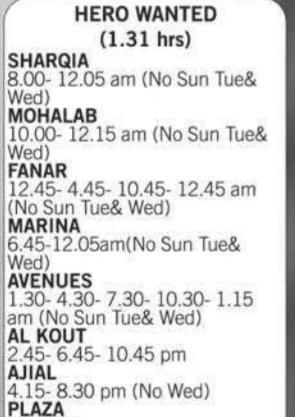 HERO WANTED
(1.31 hrs)
SHARQIA
8.00- 12.05 am (No Sun Tue&
Wed)
MOHALAB
10.00- 12.15 am (No Sun Tue&
Wed)
FANAR
12.45- 4.45- 10.45- 12.45 am
(No Sun Tue& Wed)
MARINA
6.45-12.05am(No Sun Tue&
Wed)
AVENUES
1.30- 4.30- 7.30- 10.30- 1.15
am (No Sun Tue& Wed)
AL KOUT
2.45- 6.45- 10.45 pm
AJIAL
4.15- 8.30 pm (No Wed)
PLAZA